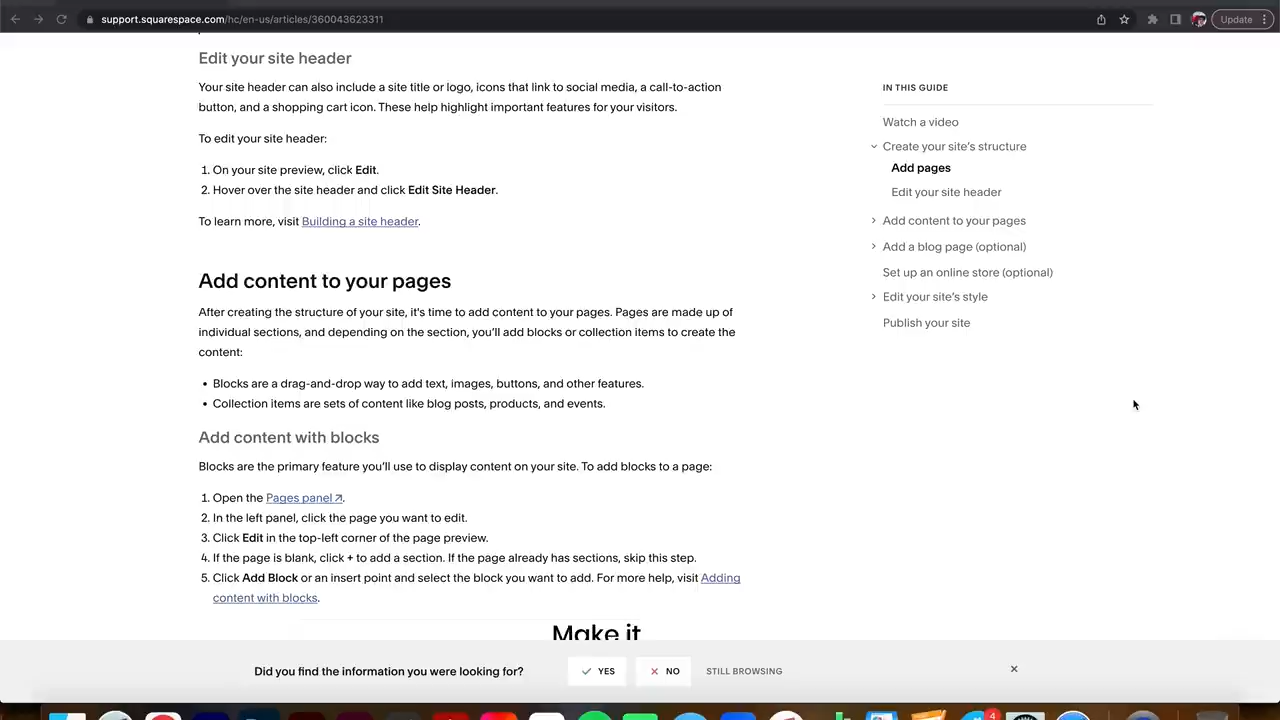 support.squarespace.com/hc/en-us/articles/360043623311
Update
Edit your site header
Your site header can also include a site title or logo, icons that link to social media, a call-to-action
button, and a shopping cart icon. These help highlight important features for your visitors.
To edit your site header:
1. On your site preview, click Edit.
2. Hover over the site header and click Edit Site Header.
To learn more, visit Building a site header.
Add content to your pages
After creating the structure of your site, it's time to add content to your pages. Pages are made up of
individual sections, and depending on the section, you'll add blocks or collection items to create the
content:
• Blocks are a drag-and-drop way to add text, images, buttons, and other features.
• Collection items are sets of content like blog posts, products, and events.
Add content with blocks
Blocks are the primary feature you'll use to display content on your site. To add blocks to a page:
1. Open the Pages panel ↗.
2. In the left panel, click the page you want to edit.
3. Click Edit in the top-left corner of the page preview.
4. If the page is blank, click + to add a section. If the page already has sections, skip this step.
5. Click Add Block or an insert point and select the block you want to add. For more help, visit Adding
content with blocks.
Make it
IN THIS GUIDE
Watch a video
Create your site's structure
Add pages
Edit your site header
Add content to your pages
Add a blog page (optional)
Set up an online store (optional)
Edit your site's style
Publish your site
Did you find the information you were looking for?
YES
NO
STILL BROWSING
4